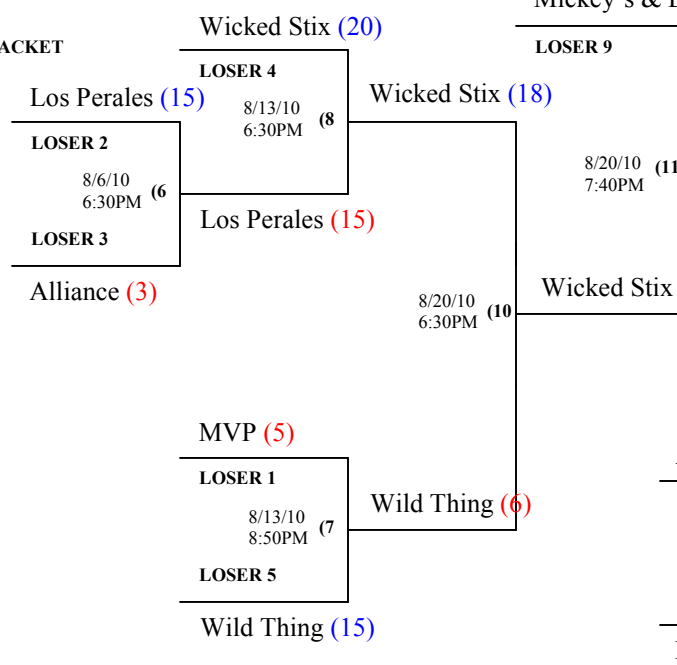 Wicked Stix (20)
ACKET
LOSER 9
LOSER 4
Los Perales (15)
8/13/10 (8
6:30PM
Wicked Stix (18)
LOSER 2
8/6/10 (6
6:30PM
8/20/10 (11
7:40PM
Los Perales (15)
LOSER 3
Alliance (3)
8/20/10 (10
6:30PM
Wicked Stix
MVP (5)
LOSER 1
8/13/10 (7
8:50PM
Wild Thing (6)
LOSER 5
Wild Thing (15)